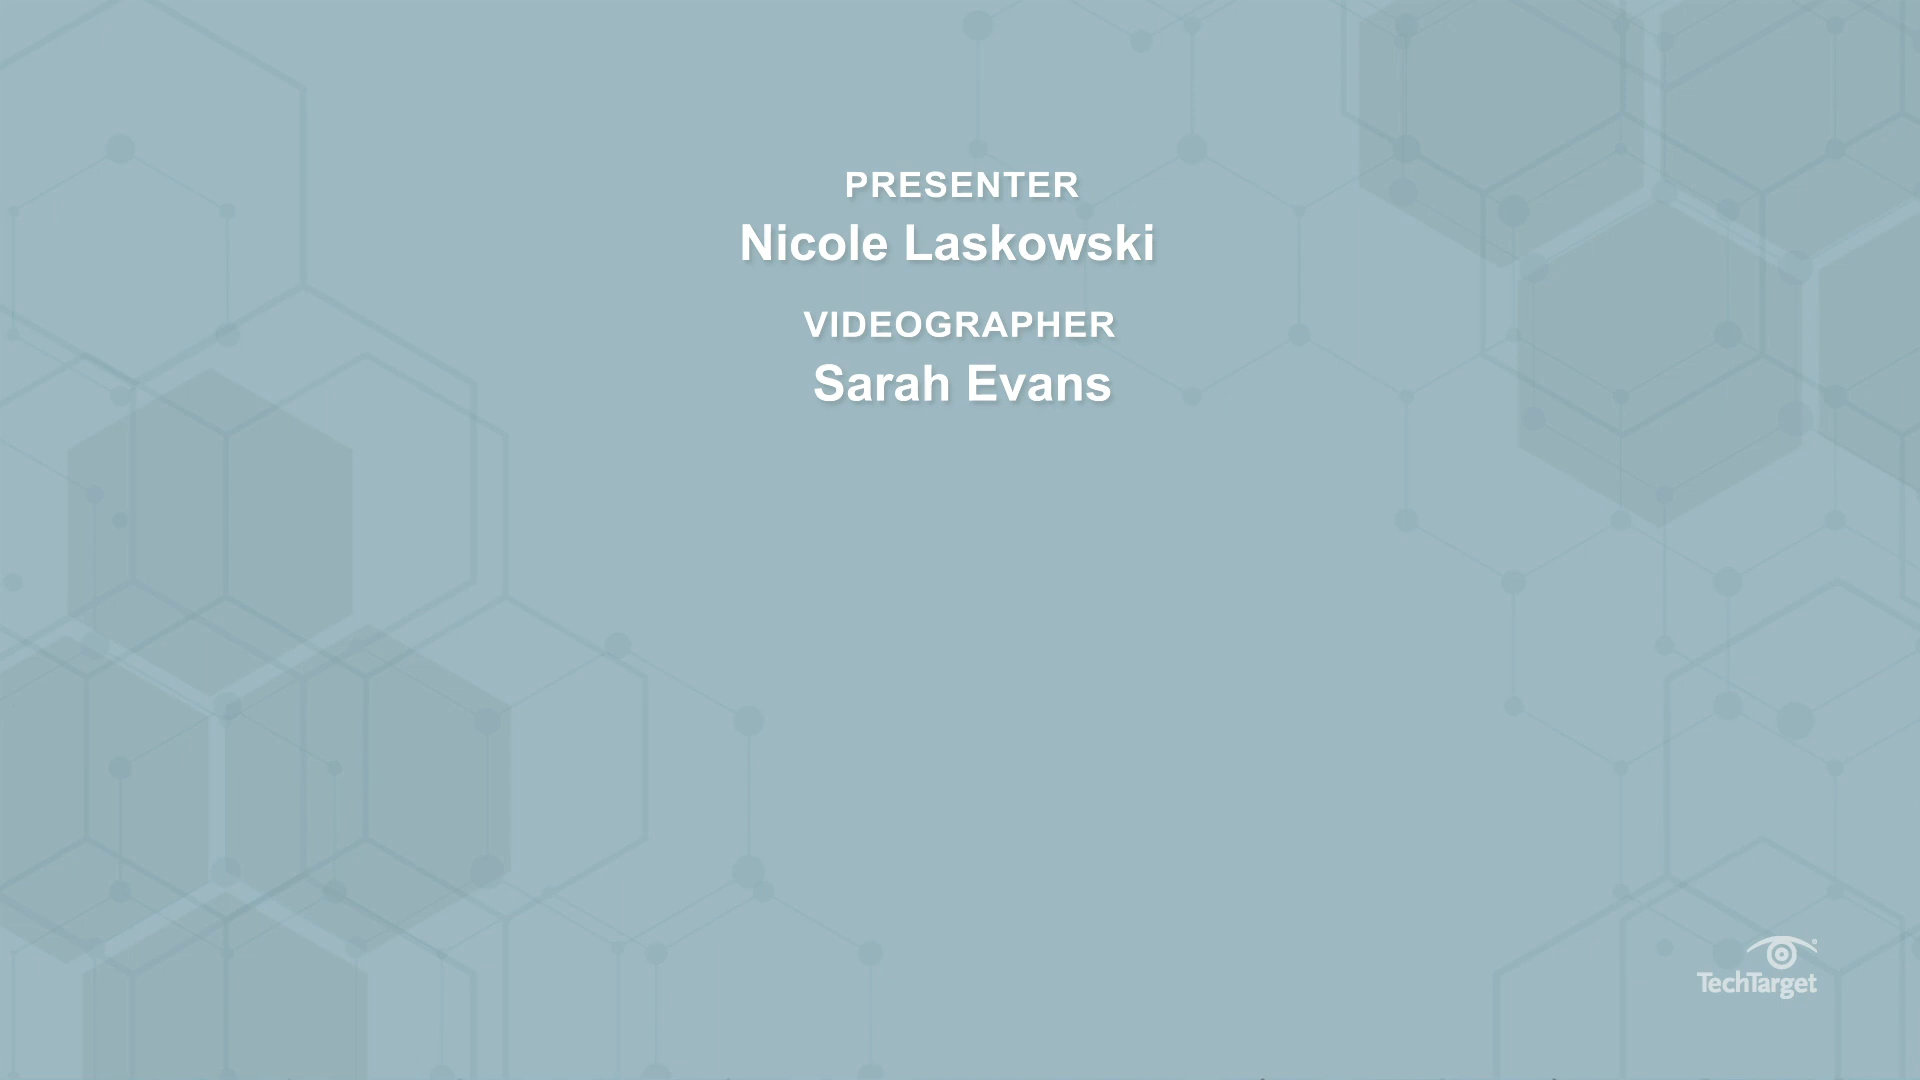 PRESENTER
Nicole Laskowski
VIDEOGRAPHER
Sarah Evans
TechTarget